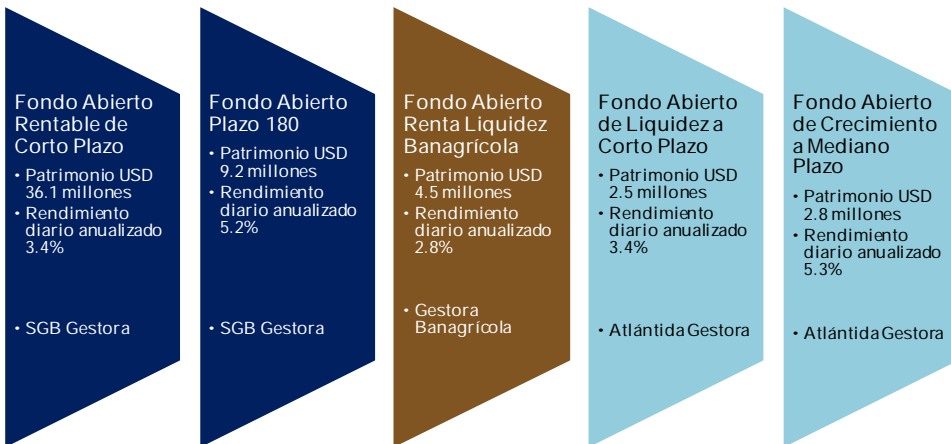 Fondo Abierto
Rentable de
Corto Plazo
• Patrimonio USD
36.1 millones
• Rendimiento
diario anualizado
3.4%
• SGB Gestora
Fondo Abierto
Plazo 180
• Patrimonio USD
9.2 millones
• Rendimiento
diario anualizado
5.2%
• SGB Gestora
Fondo Abierto
Renta Liquidez
Banagrícola
• Patrimonio USD
4.5 millones
• Rendimiento
diario anualizado
2.8%
• Gestora
Banagrícola
Fondo Abierto
de Liquidez a
Corto Plazo
• Patrimonio USD
2.5 millones
• Rendimiento
diario anualizado
3.4%
• Atlántida Gestora
Fondo Abierto
de Crecimiento
a Mediano
Plazo
• Patrimonio USD
2.8 millones
• Rendimiento
diario anualizado
5.3%
• Atlántida Gestora